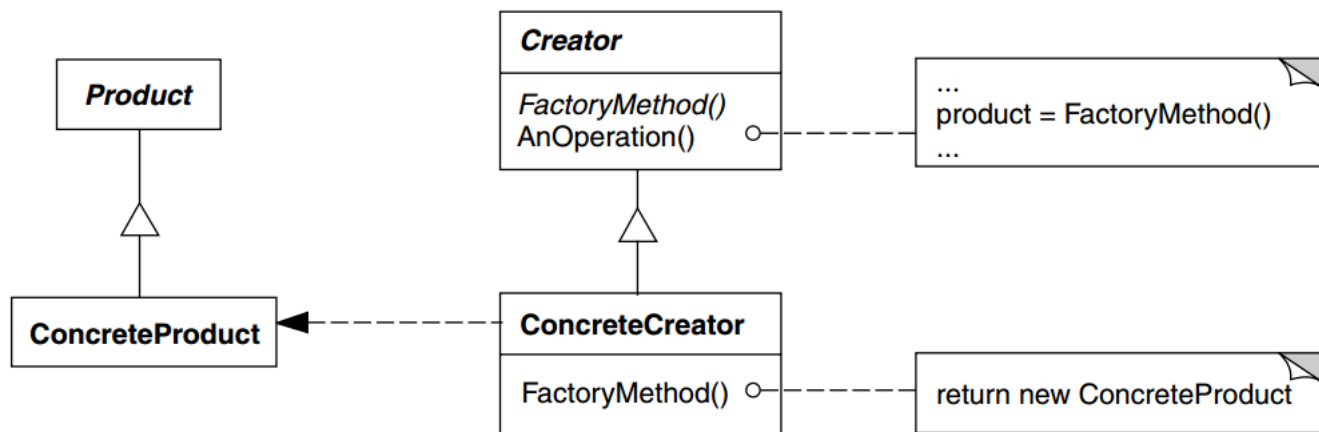 Product
ConcreteProduct
Creator
FactoryMethod()
AnOperation()
...
product = FactoryMethod()
...
ConcreteCreator
FactoryMethod()
return new ConcreteProduct